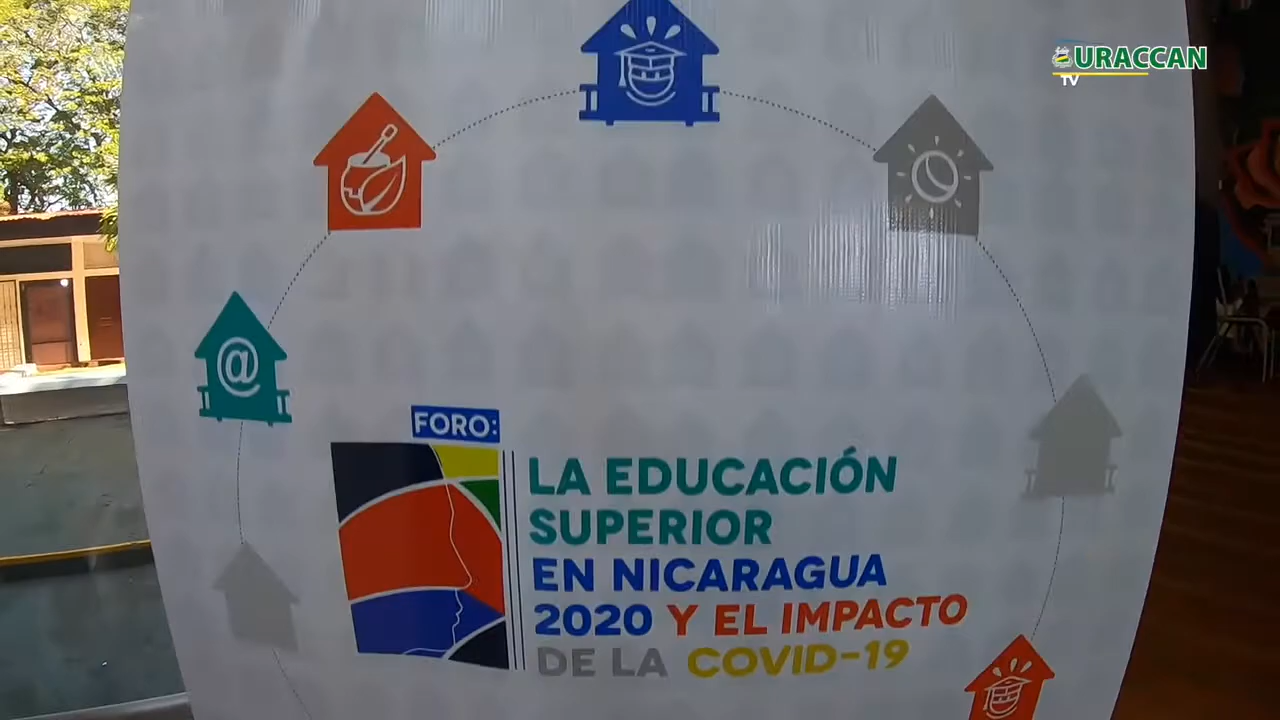 URACCAN
TV
@
FORO:
LA EDUCACIÓN
SUPERIOR
EN NICARAGUA
2020 Y EL IMPACTO
DE LA COVID-19